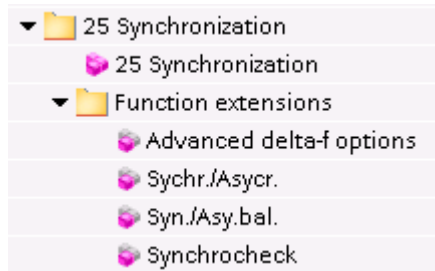 25 Synchronization
25 Synchronization
Function extensions
Advanced delta-f options
Sychr./Asycr.
Syn./Asy.bal.
Synchrocheck